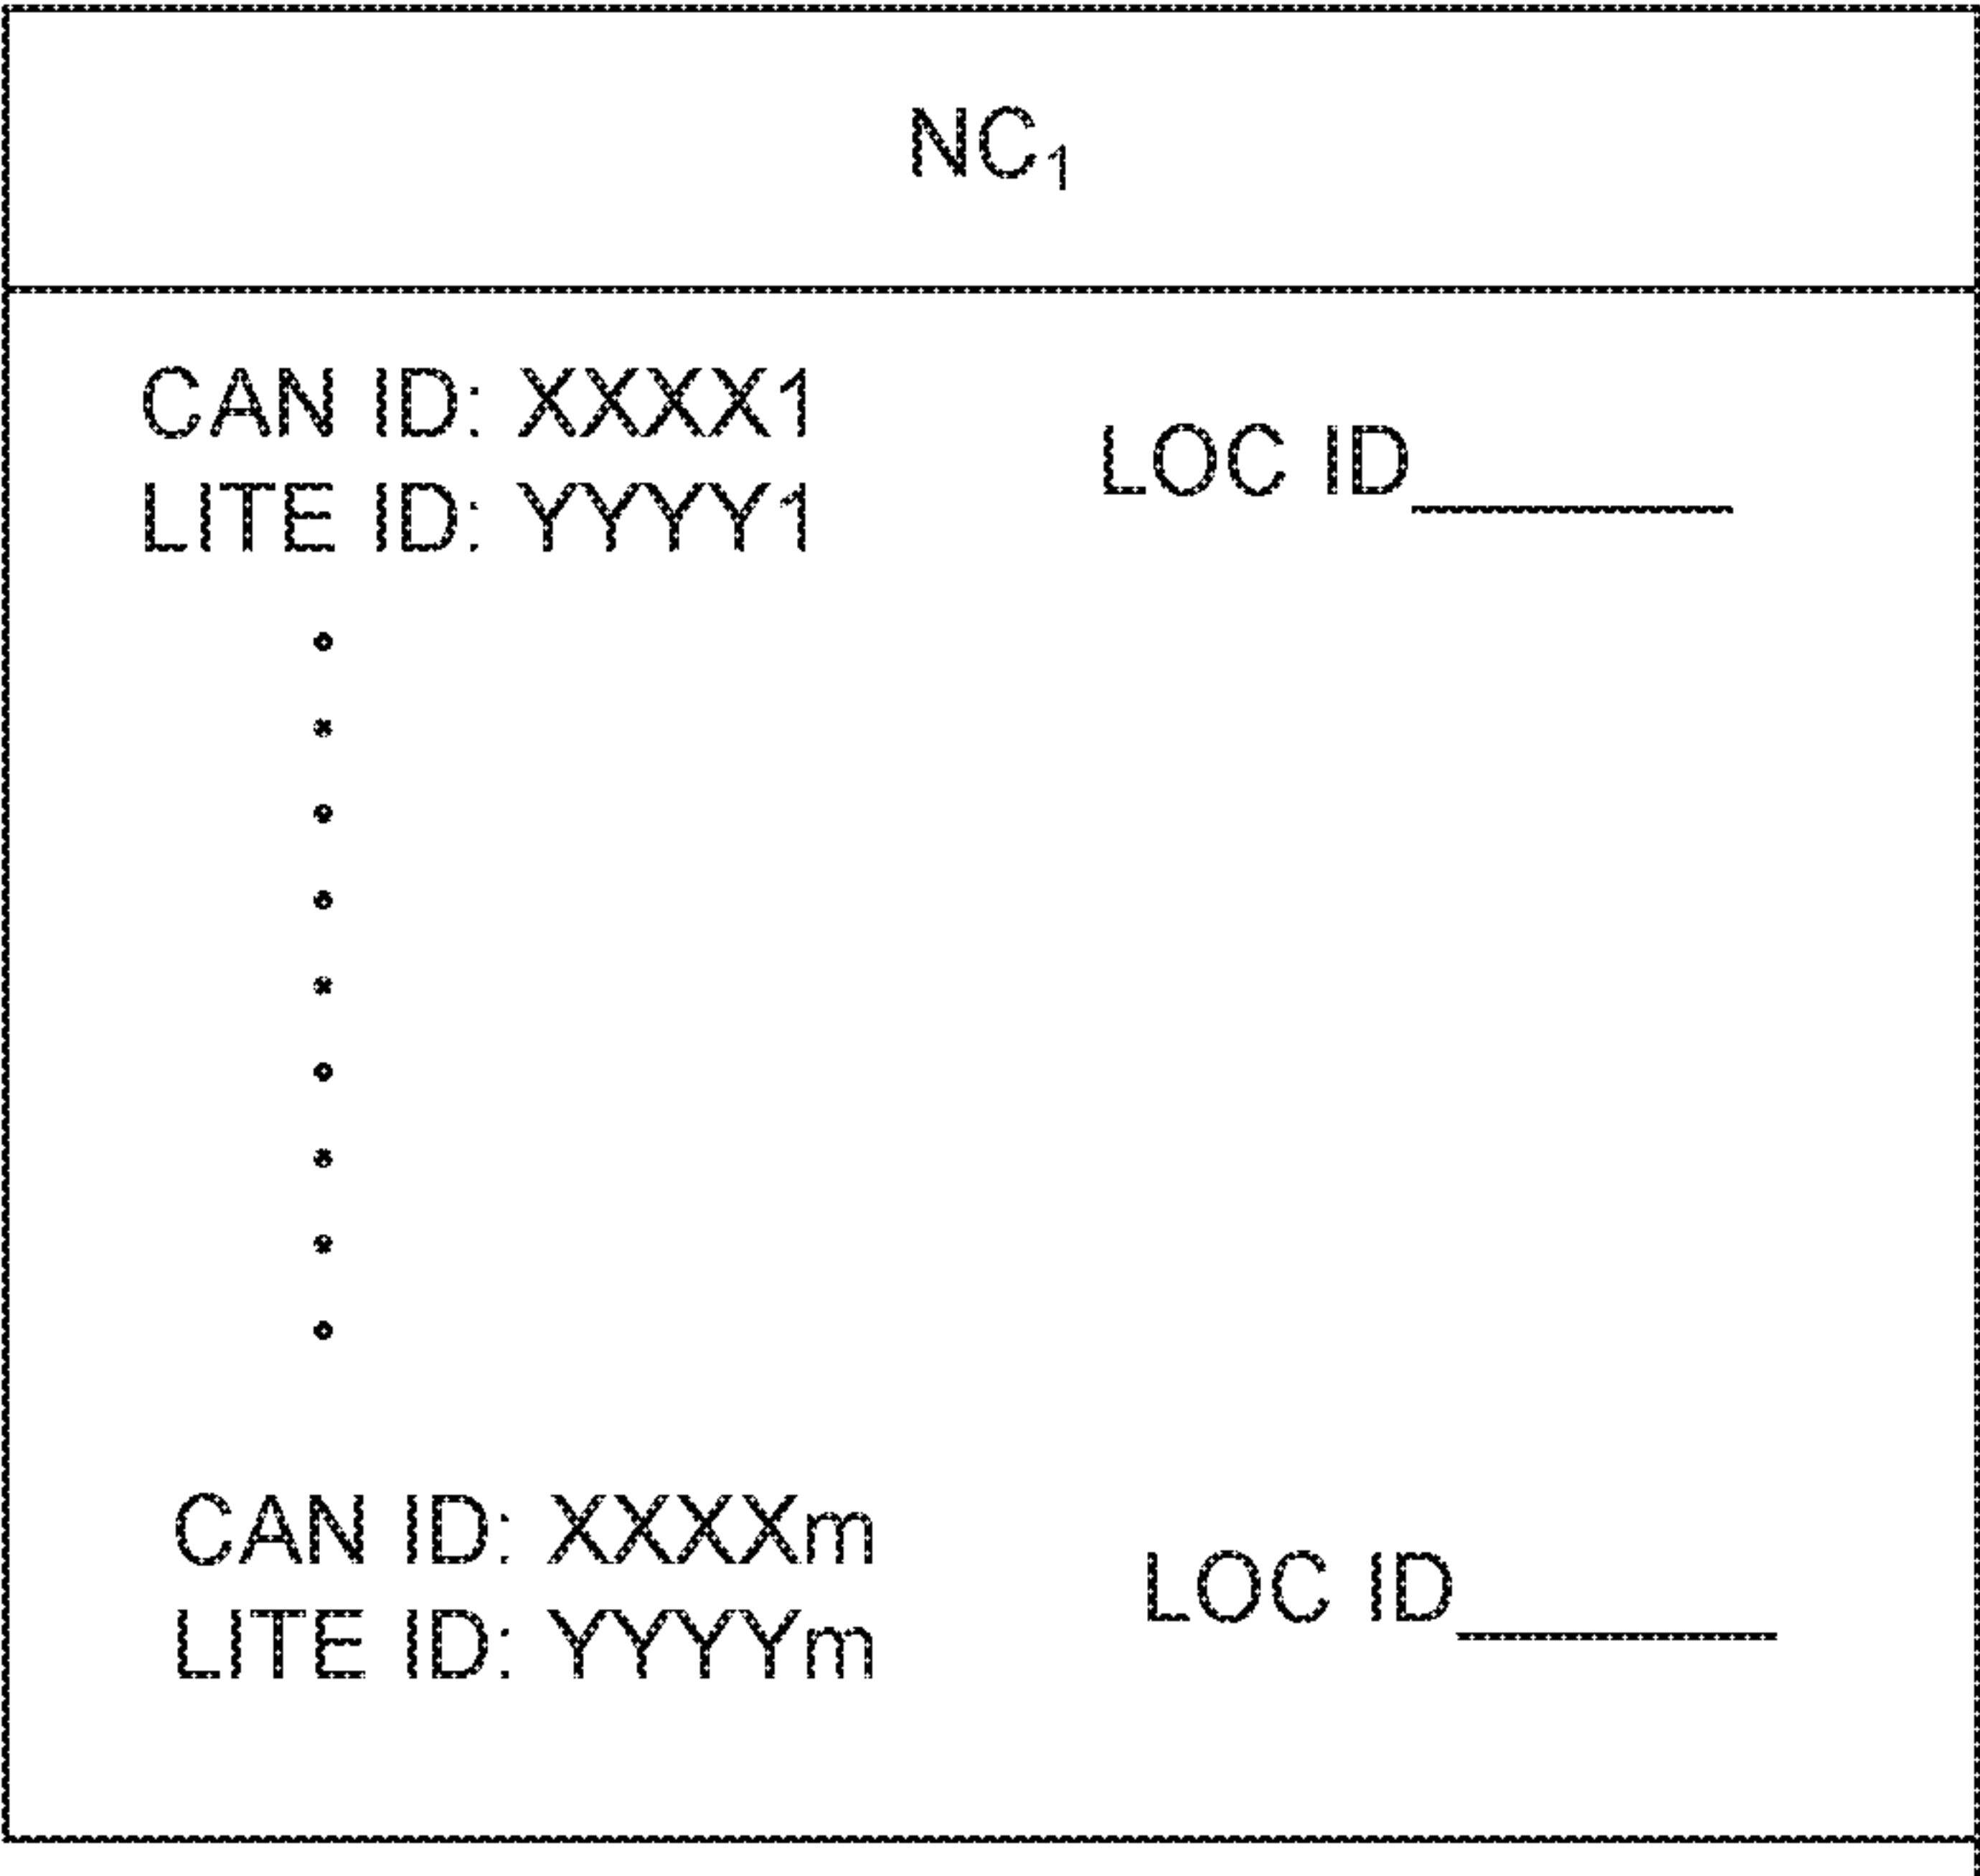 NC₁
CAN ID: XXXX1
LITE ID: YYYY1
LOC ID________
CAN ID: XXXXm
LITE ID: YYYYm
LOC ID________